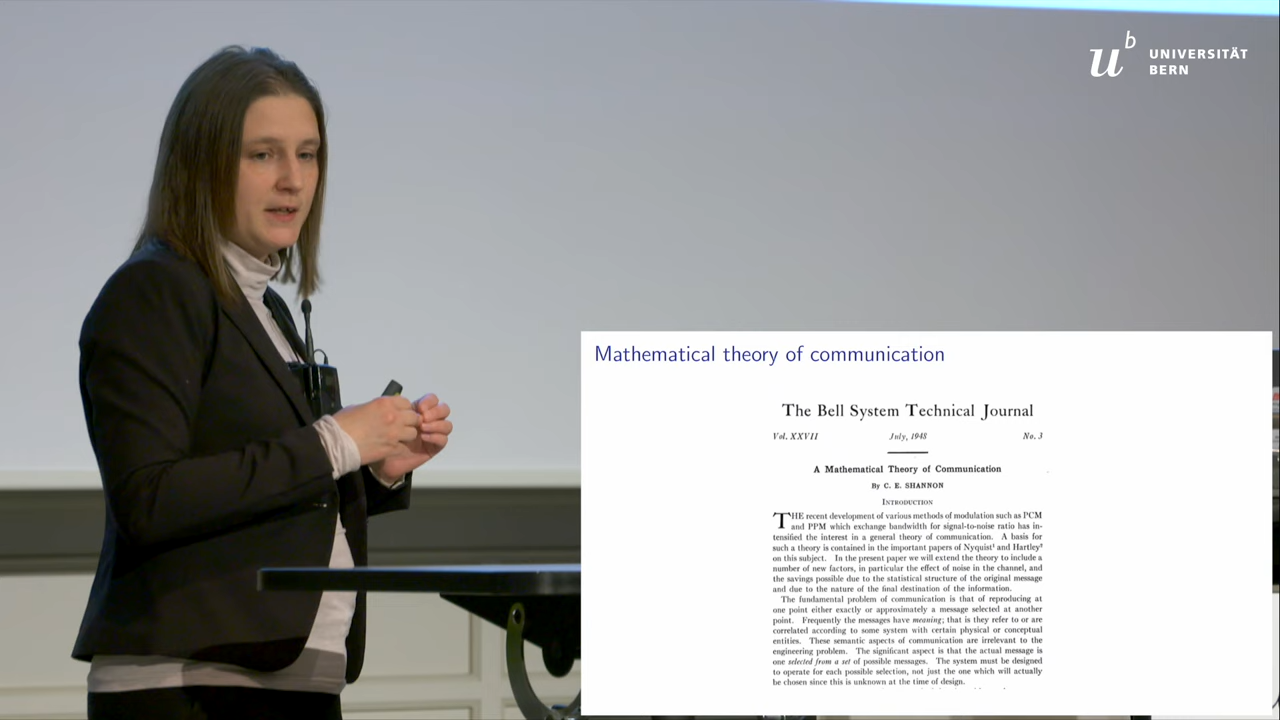 u^b
UNIVERSITÄT
BERN
Mathematical theory of communication
The Bell System Technical Journal
Vol. XXVII July, 1948 No. 3
A Mathematical Theory of Communication
By C. E. SHANNON
INTRODUCTION
THE recent development of various methods of modulation such as PCM
and PPM which exchange bandwidth for signal-to-noise ratio has in-
tensified the interest in a general theory of communication. A basis for
such a theory is contained in the important papers of Nyquist¹ and Hartley²
on this subject. In the present paper we will extend the theory to include a
number of new factors, in particular the effect of noise in the channel, and
the savings possible due to the statistical structure of the original message
and due to the nature of the final destination of the information.
The fundamental problem of communication is that of reproducing at
one point either exactly or approximately a message selected at another
point. Frequently the messages have meaning; that is they refer to or are
correlated according to some system with certain physical or conceptual
entities. These semantic aspects of communication are irrelevant to the
engineering problem. The significant aspect is that the actual message is
one selected from a set of possible messages. The system must be designed
to operate for each possible selection, not just the one which will actually
be chosen since this is unknown at the time of design.